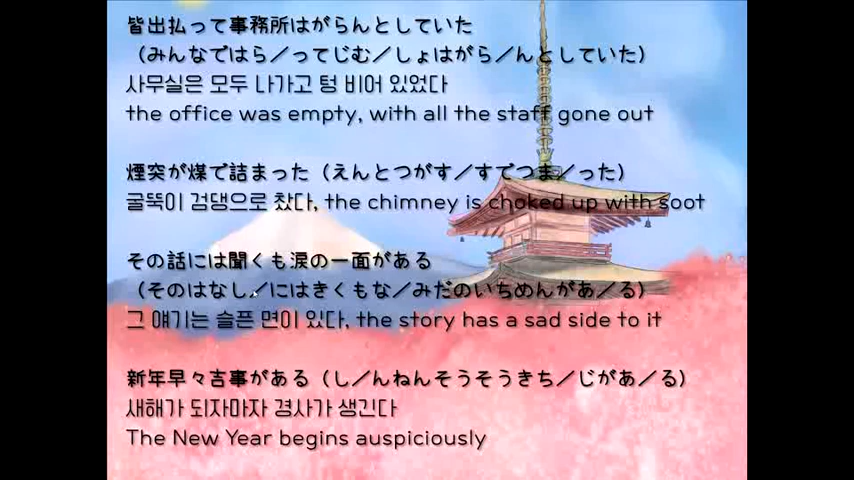 皆出払って事務所はがらんとしていた
（みんなではら／ってじむ／しょはがら／んとしていた）
사무실은 모두 나가고 텅 비어 있었다
the office was empty, with all the staff gone out
煙突が煤で詰まった（えんとつがす／すでつま／った）
굴뚝이 검댕으로 찼다, the chimney is choked up with soot
その話には聞くも涙の一面がある
（そのはなし／にはきくもな／みだのいちめんがあ／る）
그 얘기는 슬픈 면이 있다, the story has a sad side to it
新年早々吉事がある（し／んねんそうそうきち／じがあ／る）
새해가 되자마자 경사가 생긴다
The New Year begins auspiciously